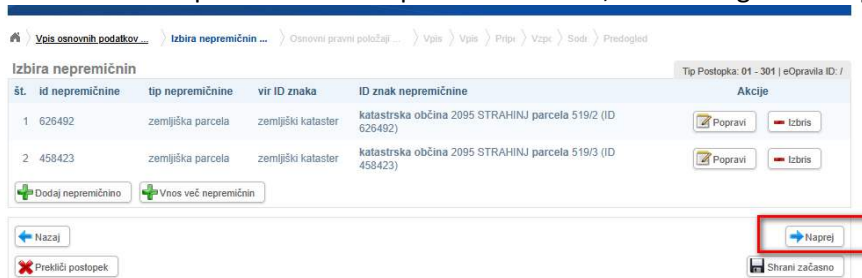 Vpis osnovnih podatkov ... Izbira nepremičnin ... Osnovni pravni položaji ... Vpis Vpis Vzpo Sodi Predogled
Izbira nepremičnin Tip Postopka: 01 - 301 | eOpravila ID: /
št. id nepremičnine tip nepremičnine vir ID znaka ID znak nepremičnine Akcije
1 626492 zemljiška parcela zemljiški kataster katastrska občina 2095 STRAHINJ parcela 519/2 (ID 626492) Popravi Izbris
2 458423 zemljiška parcela zemljiški kataster katastrska občina 2095 STRAHINJ parcela 519/3 (ID 458423) Popravi Izbris
Dodaj nepremičnino Vnos več nepremičnin
Nazaj Naprej
Prekliči postopek Shrani začasno